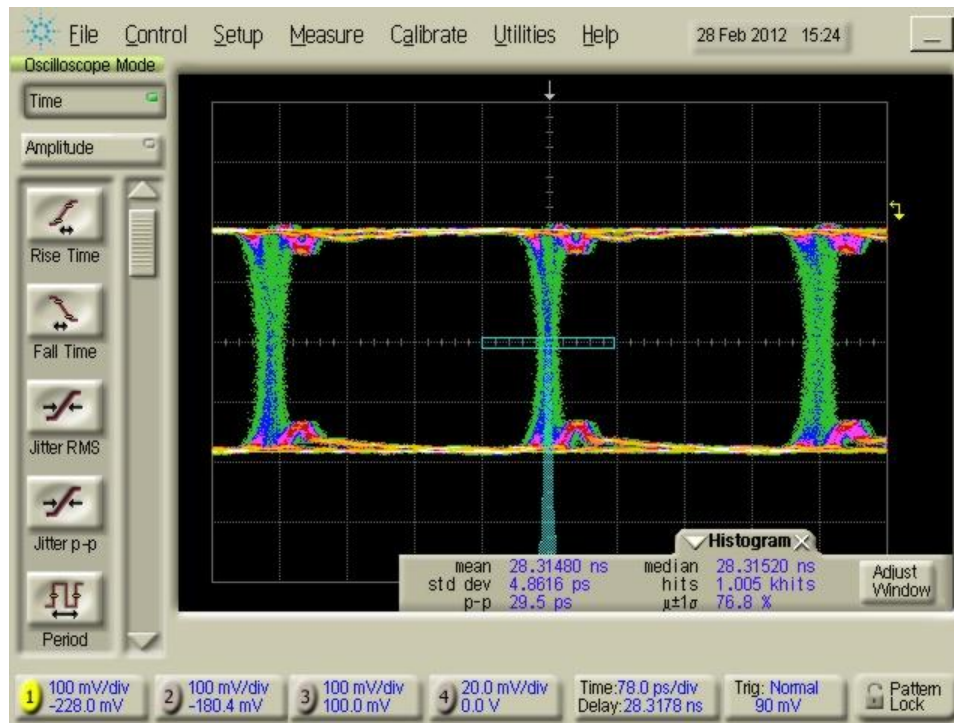 File Control Setup Measure Calibrate Utilities Help 28 Feb 2012 15:24
Oscilloscope Mode
Time
Amplitude
Rise Time
Fall Time
Jitter RMS
Jitter p-p
Period
Histogram
mean 28.31480 ns median 28.31520 ns
std dev 4.8616 ps hits 1.005 khits
p-p 29.5 ps µ±1σ 76.8 %
Adjust
Window
1 100 mV/div
-228.0 mV
2 100 mV/div
-180.4 mV
3 100 mV/div
100.0 mV
4 20.0 mV/div
0.0 V
Time:78.0 ps/div
Delay:28.3178 ns
Trig: Normal
90 mV
Pattern
Lock